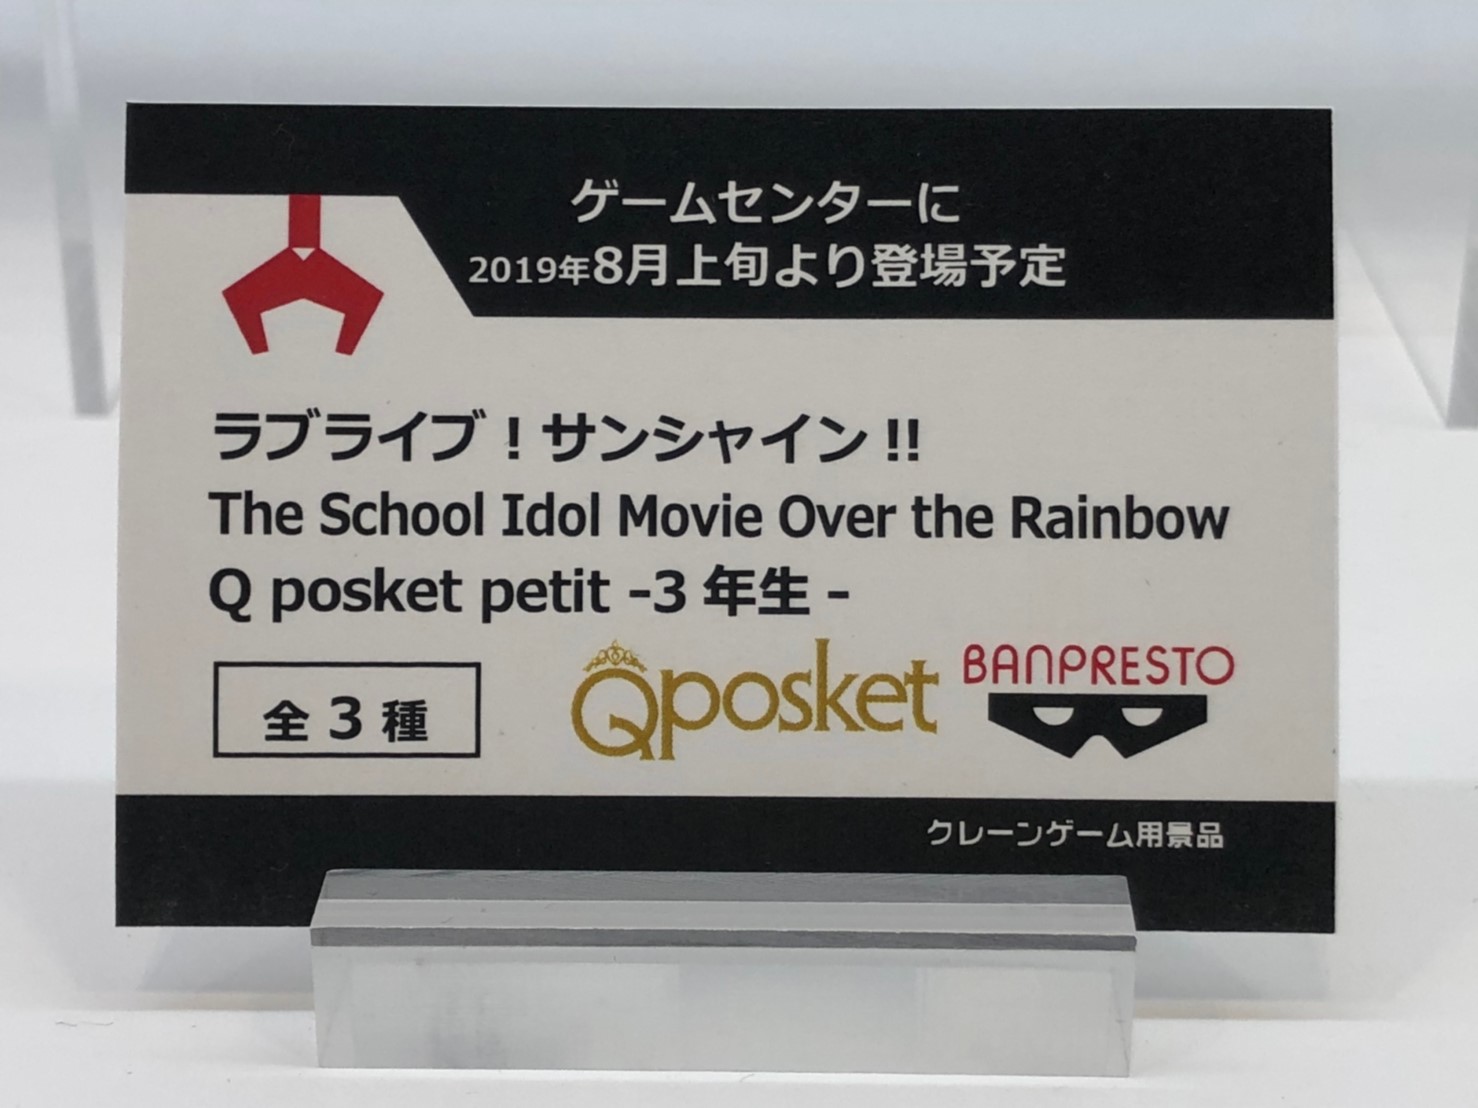 ゲームセンターに
2019年8月上旬より登場予定
ラブライブ！サンシャイン!!
The School Idol Movie Over the Rainbow
Q posket petit -3年生-
全3種
Qposket
BANPRESTO
クレーンゲーム用景品